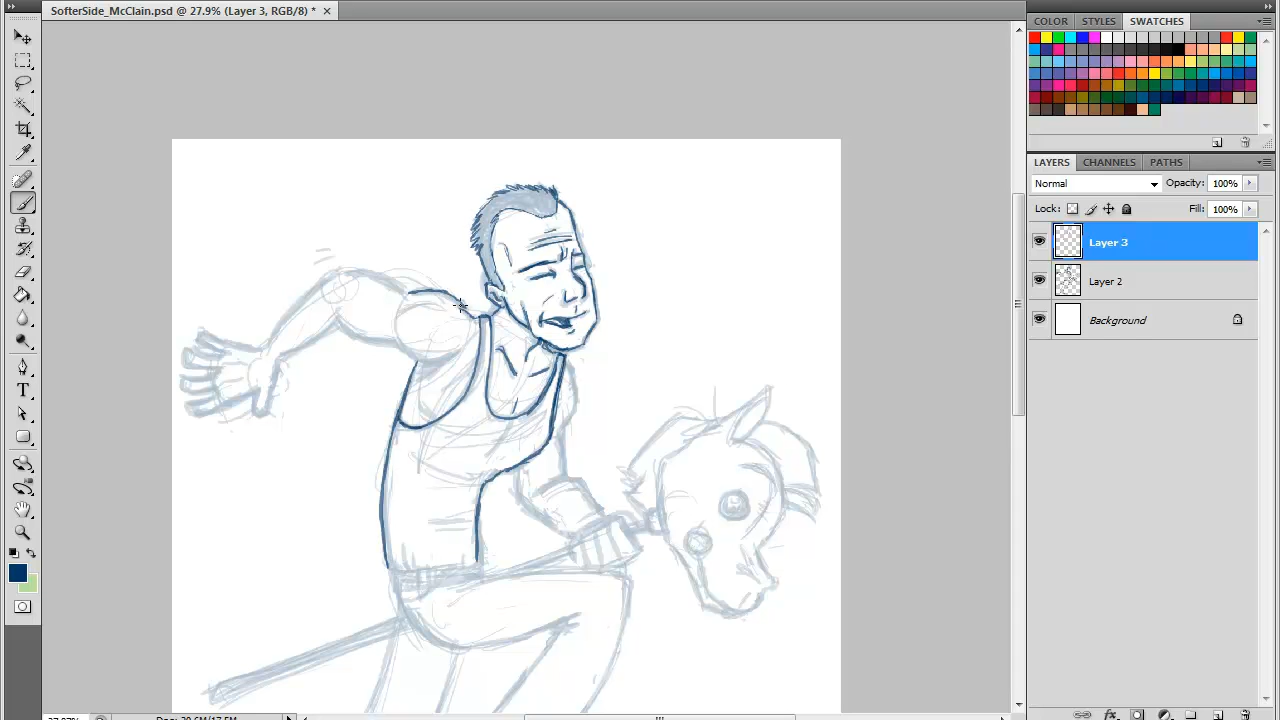 SofterSide_McClain.psd @ 27.9% (Layer 3, RGB/8) *
COLOR STYLES SWATCHES
LAYERS CHANNELS PATHS
Normal Opacity: 100%
Lock: Fill: 100%
Layer 3
Layer 2
Background
T